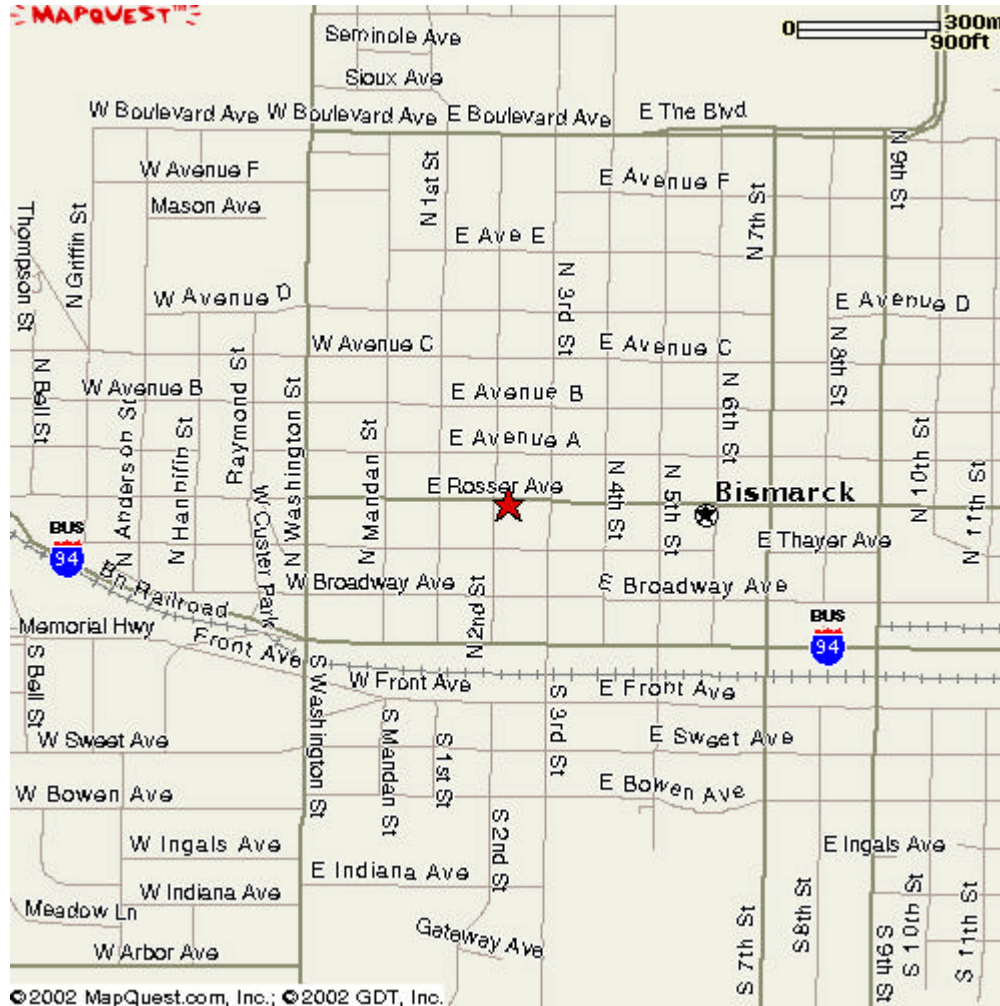 MAPQUEST™
0 300m
900ft
Seminole Ave
Sioux Ave
W Boulevard Ave
W Boulevard Ave
E Boulevard Ave
E The Blvd
W Avenue F
E Avenue F
N 9th St
N 1st St
Mason Ave
N 7th St
Thompson St
N Griffin St
E Ave E
N 3rd St
W Avenue D
E Avenue D
W Avenue C
E Avenue C
N 8th St
Raymond St
N Bell St
W Avenue B
E Avenue B
N 6th St
N Washington St
N Anderson St
N Hannifin St
N Mandan St
E Avenue A
N 10th St
E Rosser Ave
N 4th St
N 5th St
Bismarck
W Custer Park
N 11th St
BUS
94
E Thayer Ave
Bn Railroad
W Broadway Ave
E Broadway Ave
N 2nd St
BUS
94
Memorial Hwy
Front Ave
S Bell St
S Washington St
W Front Ave
E Front Ave
S 3rd St
W Sweet Ave
S Mandan St
S 1st St
E Sweet Ave
W Bowen Ave
E Bowen Ave
W Ingals Ave
S 2nd St
E Ingals Ave
E Indiana Ave
W Indiana Ave
Meadow Ln
S 7th St
S8th St
S 9th St
S 10th St
S 11th St
Gateway Ave
W Arbor Ave
©2002 MapQuest.com, Inc.; ©2002 GDT, Inc.